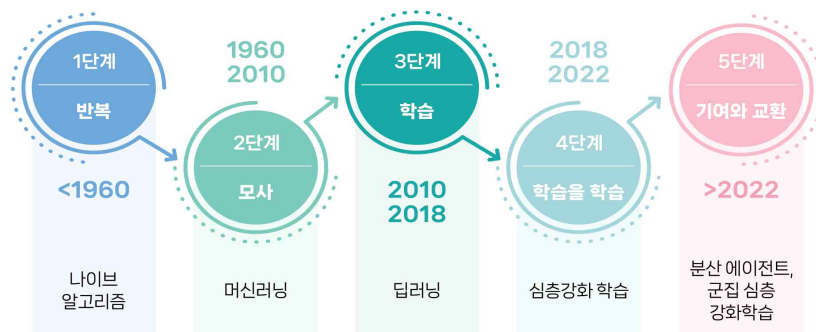 1단계
반복
<1960
나이브
알고리즘
1960
2010
2단계
모사
머신러닝
3단계
학습
2010
2018
딥러닝
2018
2022
4단계
학습을 학습
심층강화 학습
5단계
기여와 교환
>2022
분산 에이전트,
군집 심층
강화학습